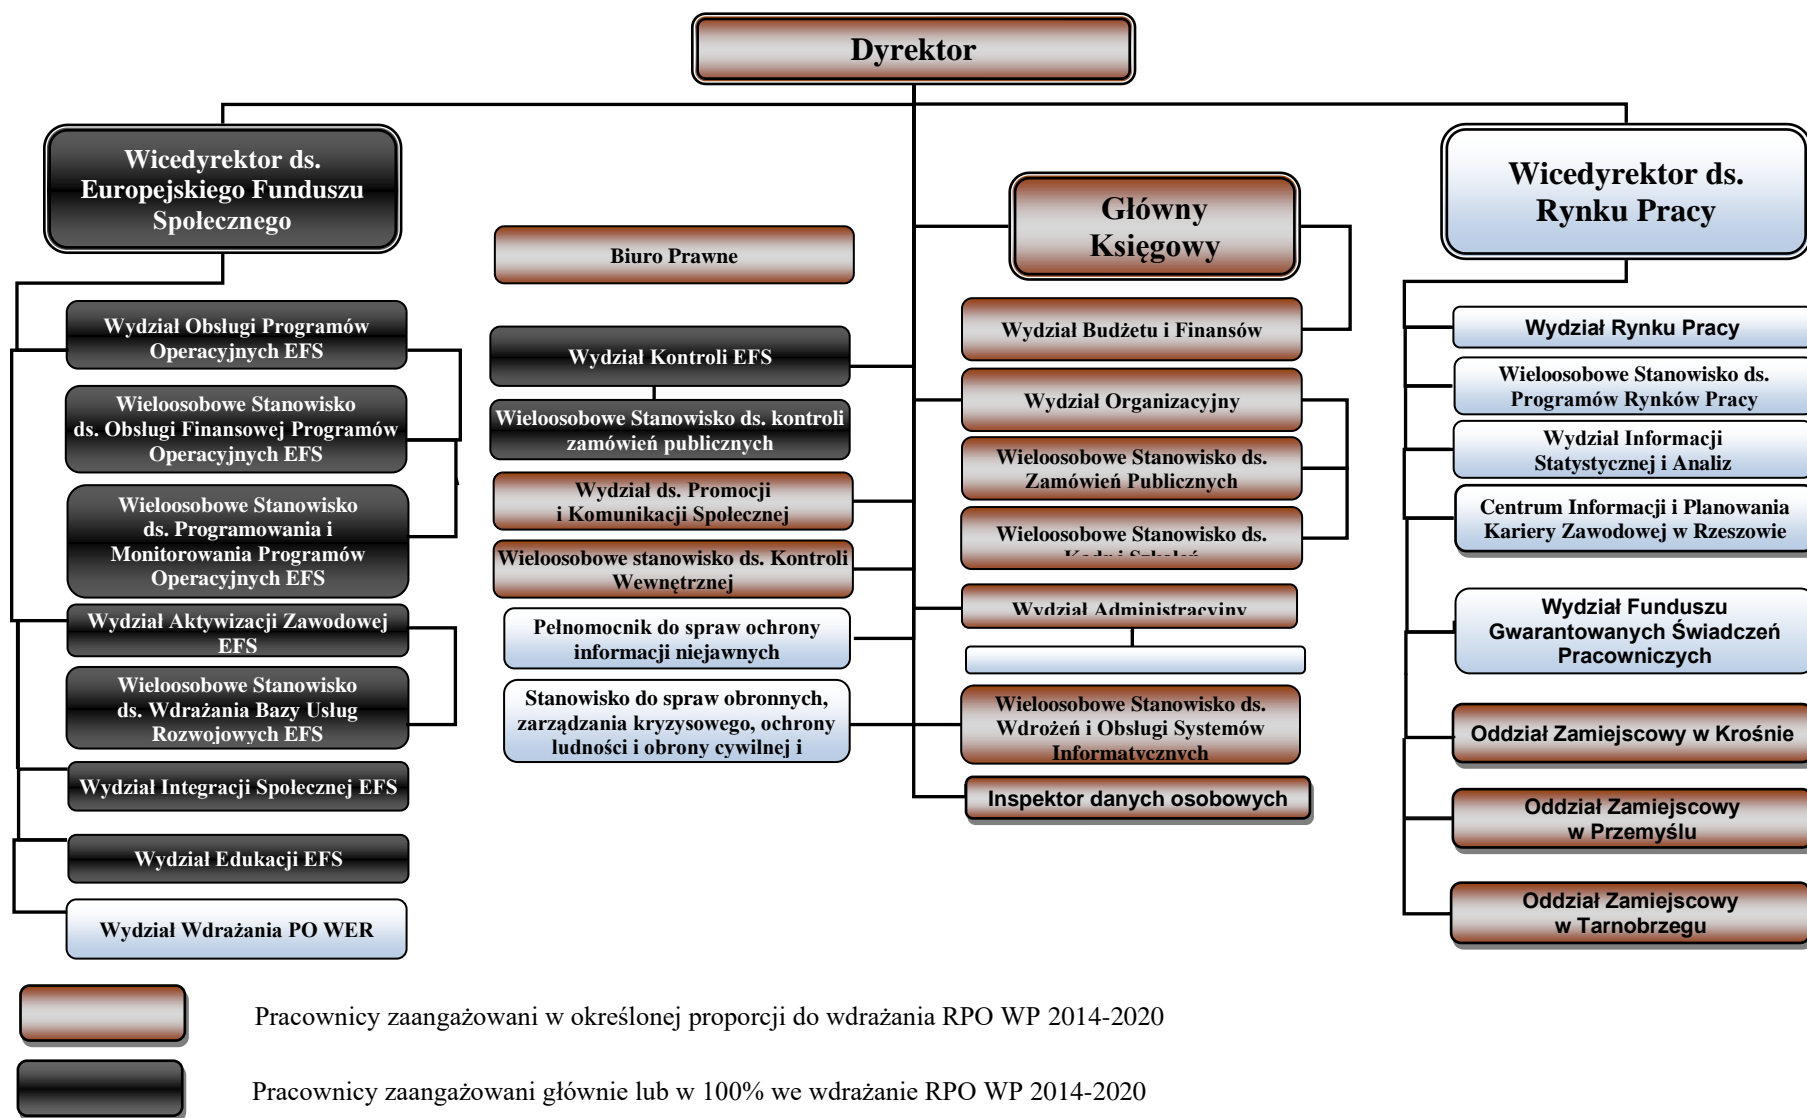 Dyrektor
Wicedyrektor ds.
Europejskiego Funduszu
Społecznego
Wydział Obsługi Programów
Operacyjnych EFS
Wieloosobowe Stanowisko
ds. Obsługi Finansowej Programów
Operacyjnych EFS
Wieloosobowe Stanowisko
ds. Programowania i
Monitorowania Programów
Operacyjnych EFS
Wydział Aktywizacji Zawodowej
EFS
Wieloosobowe Stanowisko
ds. Wdrażania Bazy Usług
Rozwojowych EFS
Wydział Integracji Społecznej EFS
Wydział Edukacji EFS
Wydział Wdrażania PO WER
Biuro Prawne
Wydział Kontroli EFS
Wieloosobowe Stanowisko ds. kontroli
zamówień publicznych
Wydział ds. Promocji
i Komunikacji Społecznej
Wieloosobowe stanowisko ds. Kontroli
Wewnętrznej
Pełnomocnik do spraw ochrony
informacji niejawnych
Stanowisko do spraw obronnych,
zarządzania kryzysowego, ochrony
ludności i obrony cywilnej i
Główny
Księgowy
Wydział Budżetu i Finansów
Wydział Organizacyjny
Wieloosobowe Stanowisko ds.
Zamówień Publicznych
Wieloosobowe Stanowisko ds.
Kadr i Szkoleń
Wydział Administracyjny
Wieloosobowe Stanowisko ds.
Wdrożeń i Obsługi Systemów
Informatycznych
Inspektor danych osobowych
Wicedyrektor ds.
Rynku Pracy
Wydział Rynku Pracy
Wieloosobowe Stanowisko ds.
Programów Rynków Pracy
Wydział Informacji
Statystycznej i Analiz
Centrum Informacji i Planowania
Kariery Zawodowej w Rzeszowie
Wydział Funduszu
Gwarantowanych Świadczeń
Pracowniczych
Oddział Zamiejscowy w Krośnie
Oddział Zamiejscowy
w Przemyślu
Oddział Zamiejscowy
w Tarnobrzegu
Pracownicy zaangażowani w określonej proporcji do wdrażania RPO WP 2014-2020
Pracownicy zaangażowani głównie lub w 100% we wdrażanie RPO WP 2014-2020